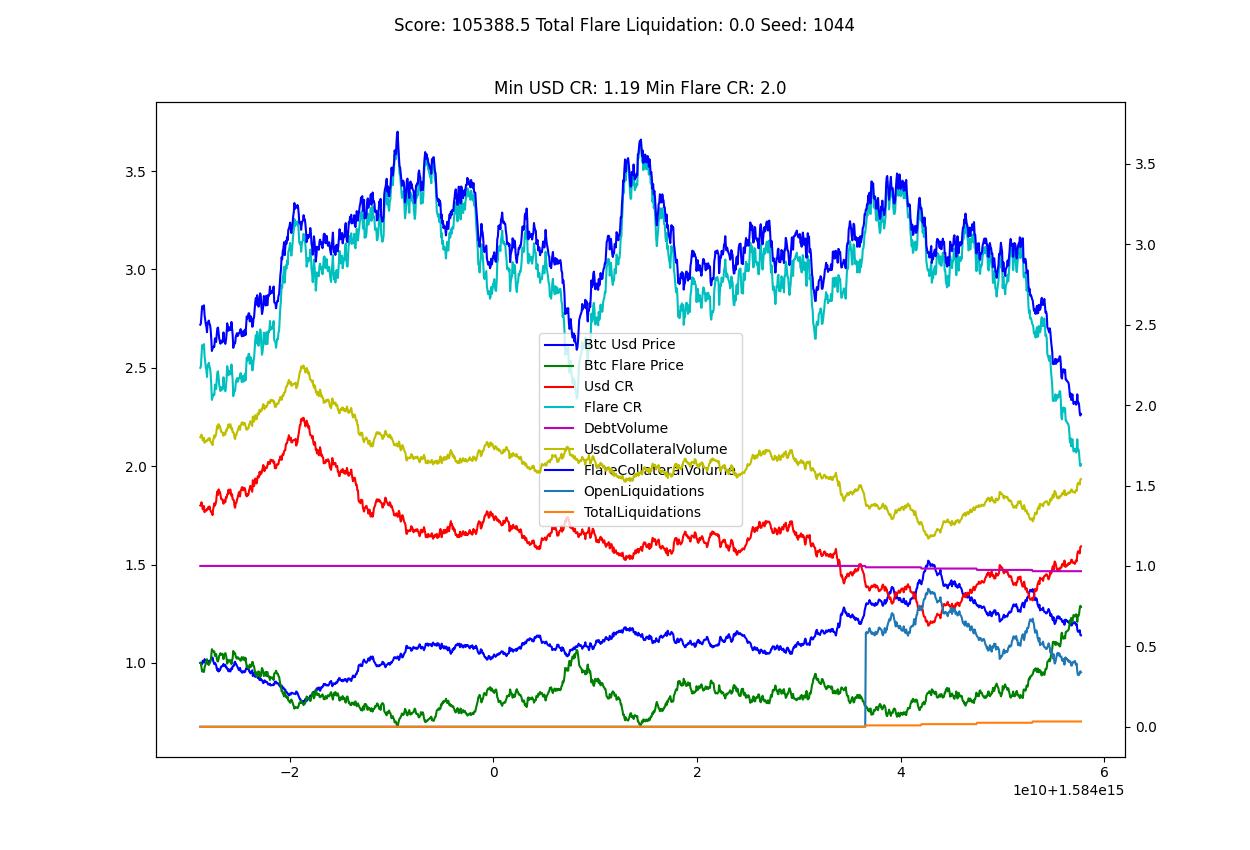 Score: 105388.5 Total Flare Liquidation: 0.0 Seed: 1044
Min USD CR: 1.19 Min Flare CR: 2.0
3.5
3.0
2.5
2.0
1.5
1.0
3.5
3.0
2.5
2.0
1.5
1.0
0.5
0.0
Btc Usd Price
Btc Flare Price
Usd CR
Flare CR
DebtVolume
UsdCollateralVolume
FlareCollateralVolume
OpenLiquidations
TotalLiquidations
−2
0
2
4
6
1e10+1.584e15